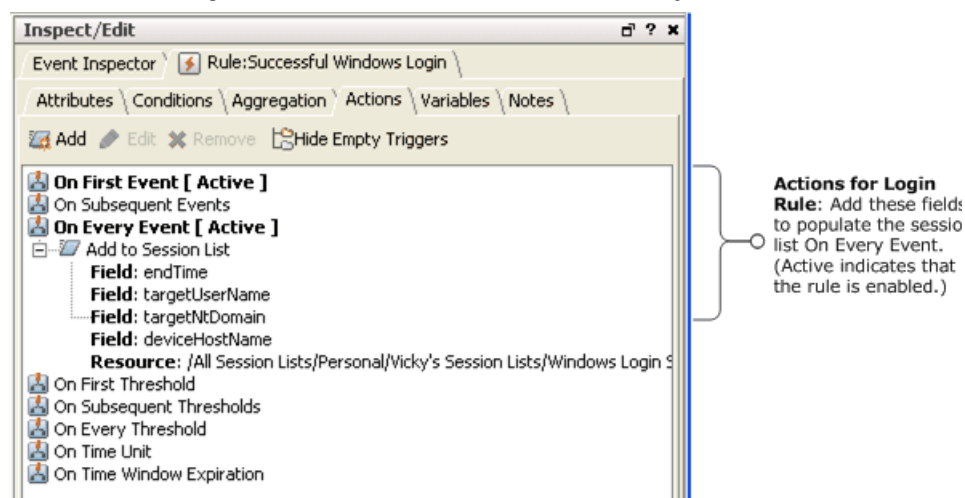 Inspect/Edit
Event Inspector Rule:Successful Windows Login
Attributes Conditions Aggregation Actions Variables Notes
Add Edit Remove Hide Empty Triggers
On First Event [ Active ]
On Subsequent Events
On Every Event [ Active ]
Add to Session List
Field: endTime
Field: targetUserName
Field: targetNtDomain
Field: deviceHostName
Resource: /All Session Lists/Personal/Vicky's Session Lists/Windows Login S
On First Threshold
On Subsequent Thresholds
On Every Threshold
On Time Unit
On Time Window Expiration
Actions for Login
Rule: Add these fields
to populate the sessio
list On Every Event.
(Active indicates that
the rule is enabled.)